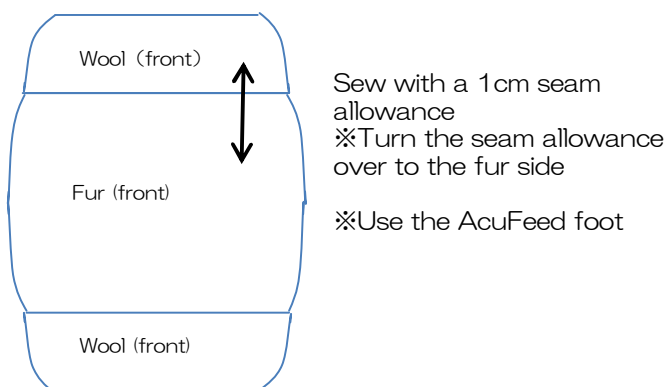 Wool（front）
Sew with a 1cm seam
allowance
※Turn the seam allowance
over to the fur side
Fur (front)
※Use the AcuFeed foot
Wool (front)